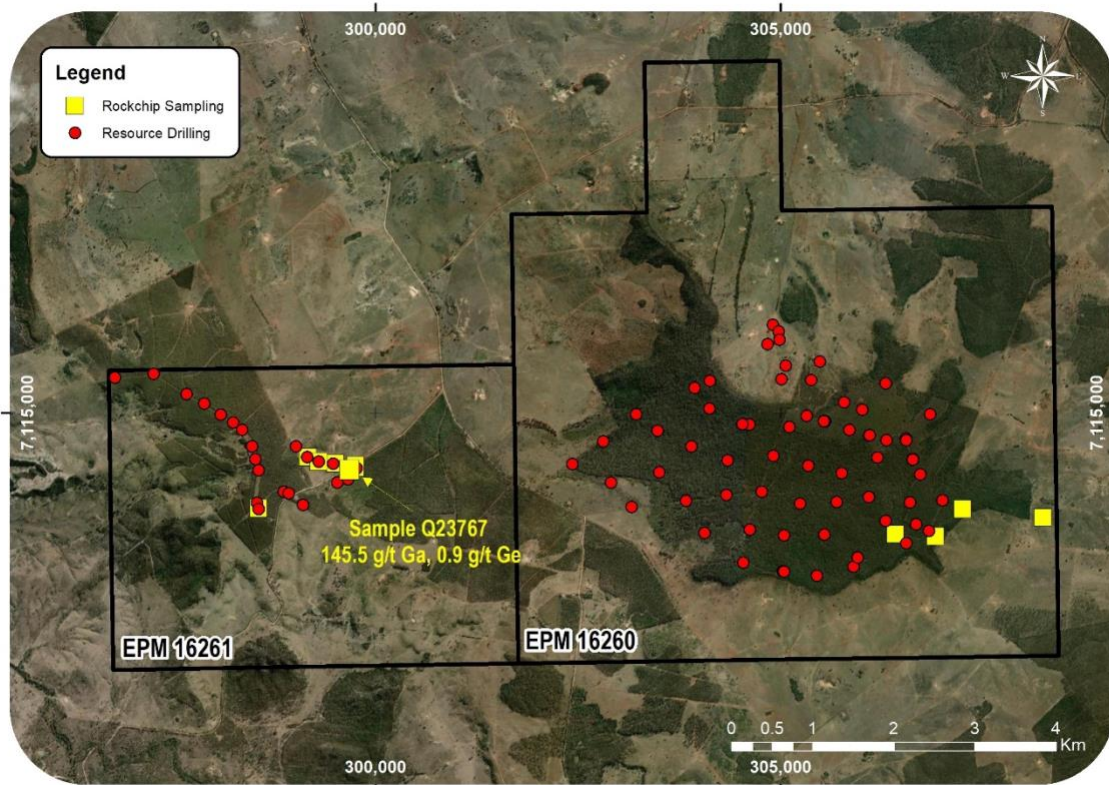 300,000
305,000
Legend
Rockchip Sampling
Resource Drilling
N
W
E
S
7,115,000
7,115,000
Sample Q23767
145.5 g/t Ga, 0.9 g/t Ge
EPM 16261
EPM 16260
0 0.5 1 2 3 4
Km
300,000
305,000